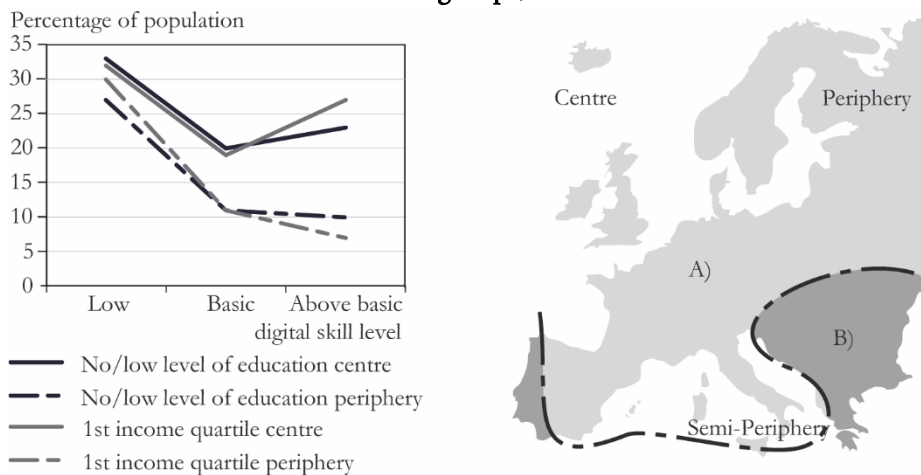 Percentage of population
35
30
25
20
15
10
5
0
Low
Basic
Above basic
digital skill level
No/low level of education centre
No/low level of education periphery
1st income quartile centre
1st income quartile periphery
Centre
Periphery
A)
B)
Semi-Periphery